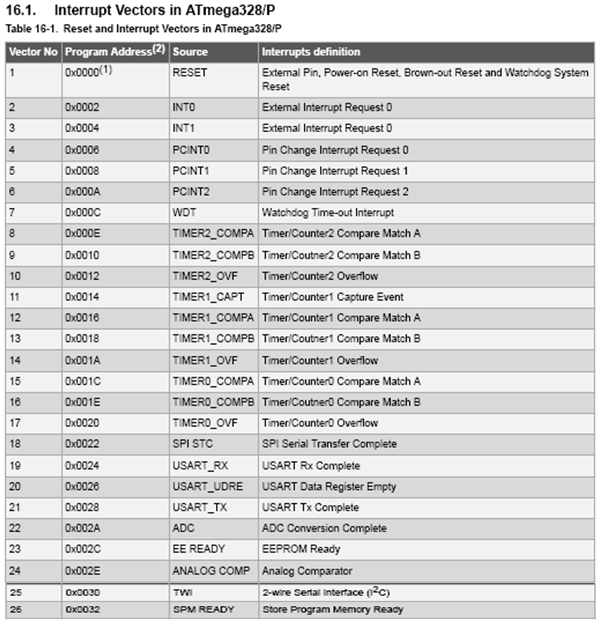 16.1. Interrupt Vectors in ATmega328/P
Table 16-1. Reset and Interrupt Vectors in ATmega328/P
Vector No Program Address(2) Source Interrupts definition
1 0x0000(1) RESET External Pin, Power-on Reset, Brown-out Reset and Watchdog System
Reset
2 0x0002 INT0 External Interrupt Request 0
3 0x0004 INT1 External Interrupt Request 0
4 0x0006 PCINT0 Pin Change Interrupt Request 0
5 0x0008 PCINT1 Pin Change Interrupt Request 1
6 0x000A PCINT2 Pin Change Interrupt Request 2
7 0x000C WDT Watchdog Time-out Interrupt
8 0x000E TIMER2_COMPA Timer/Counter2 Compare Match A
9 0x0010 TIMER2_COMPB Timer/Coutner2 Compare Match B
10 0x0012 TIMER2_OVF Timer/Counter2 Overflow
11 0x0014 TIMER1_CAPT Timer/Counter1 Capture Event
12 0x0016 TIMER1_COMPA Timer/Counter1 Compare Match A
13 0x0018 TIMER1_COMPB Timer/Coutner1 Compare Match B
14 0x001A TIMER1_OVF Timer/Counter1 Overflow
15 0x001C TIMER0_COMPA Timer/Counter0 Compare Match A
16 0x001E TIMER0_COMPB Timer/Coutner0 Compare Match B
17 0x0020 TIMER0_OVF Timer/Counter0 Overflow
18 0x0022 SPI STC SPI Serial Transfer Complete
19 0x0024 USART_RX USART Rx Complete
20 0x0026 USART_UDRE USART Data Register Empty
21 0x0028 USART_TX USART Tx Complete
22 0x002A ADC ADC Conversion Complete
23 0x002C EE READY EEPROM Ready
24 0x002E ANALOG COMP Analog Comparator
25 0x0030 TWI 2-wire Serial Interface (I2C)
26 0x0032 SPM READY Store Program Memory Ready